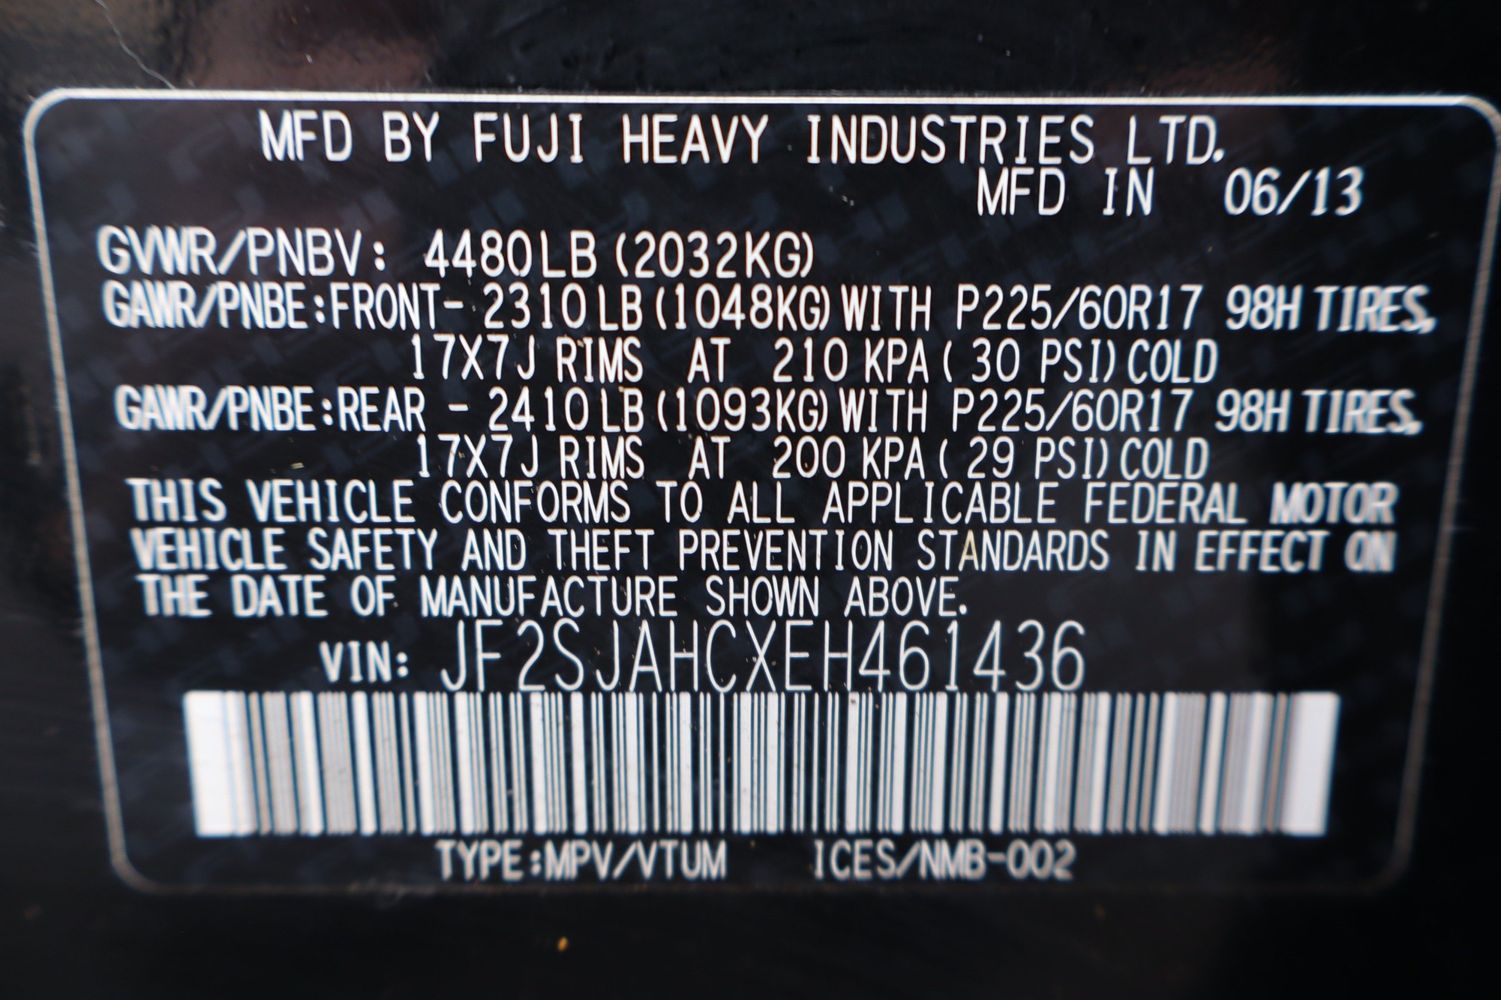 MFD BY FUJI HEAVY INDUSTRIES LTD.
MFD IN 06/13
GVWR/PNBV: 4480LB (2032KG)
GAWR/PNBE:FRONT- 2310LB(1048KG)WITH P225/60R17 98H TIRES,
17X7J RIMS AT 210 KPA( 30 PSI)COLD
GAWR/PNBE:REAR - 2410LB(1093KG)WITH P225/60R17 98H TIRES,
17X7J RIMS AT 200 KPA( 29 PSI)COLD
THIS VEHICLE CONFORMS TO ALL APPLICABLE FEDERAL MOTOR
VEHICLE SAFETY AND THEFT PREVENTION STANDARDS IN EFFECT ON
THE DATE OF MANUFACTURE SHOWN ABOVE.
VIN: JF2SJAHCXEH461436
TYPE:MPV/VTUM ICES/NMB-002